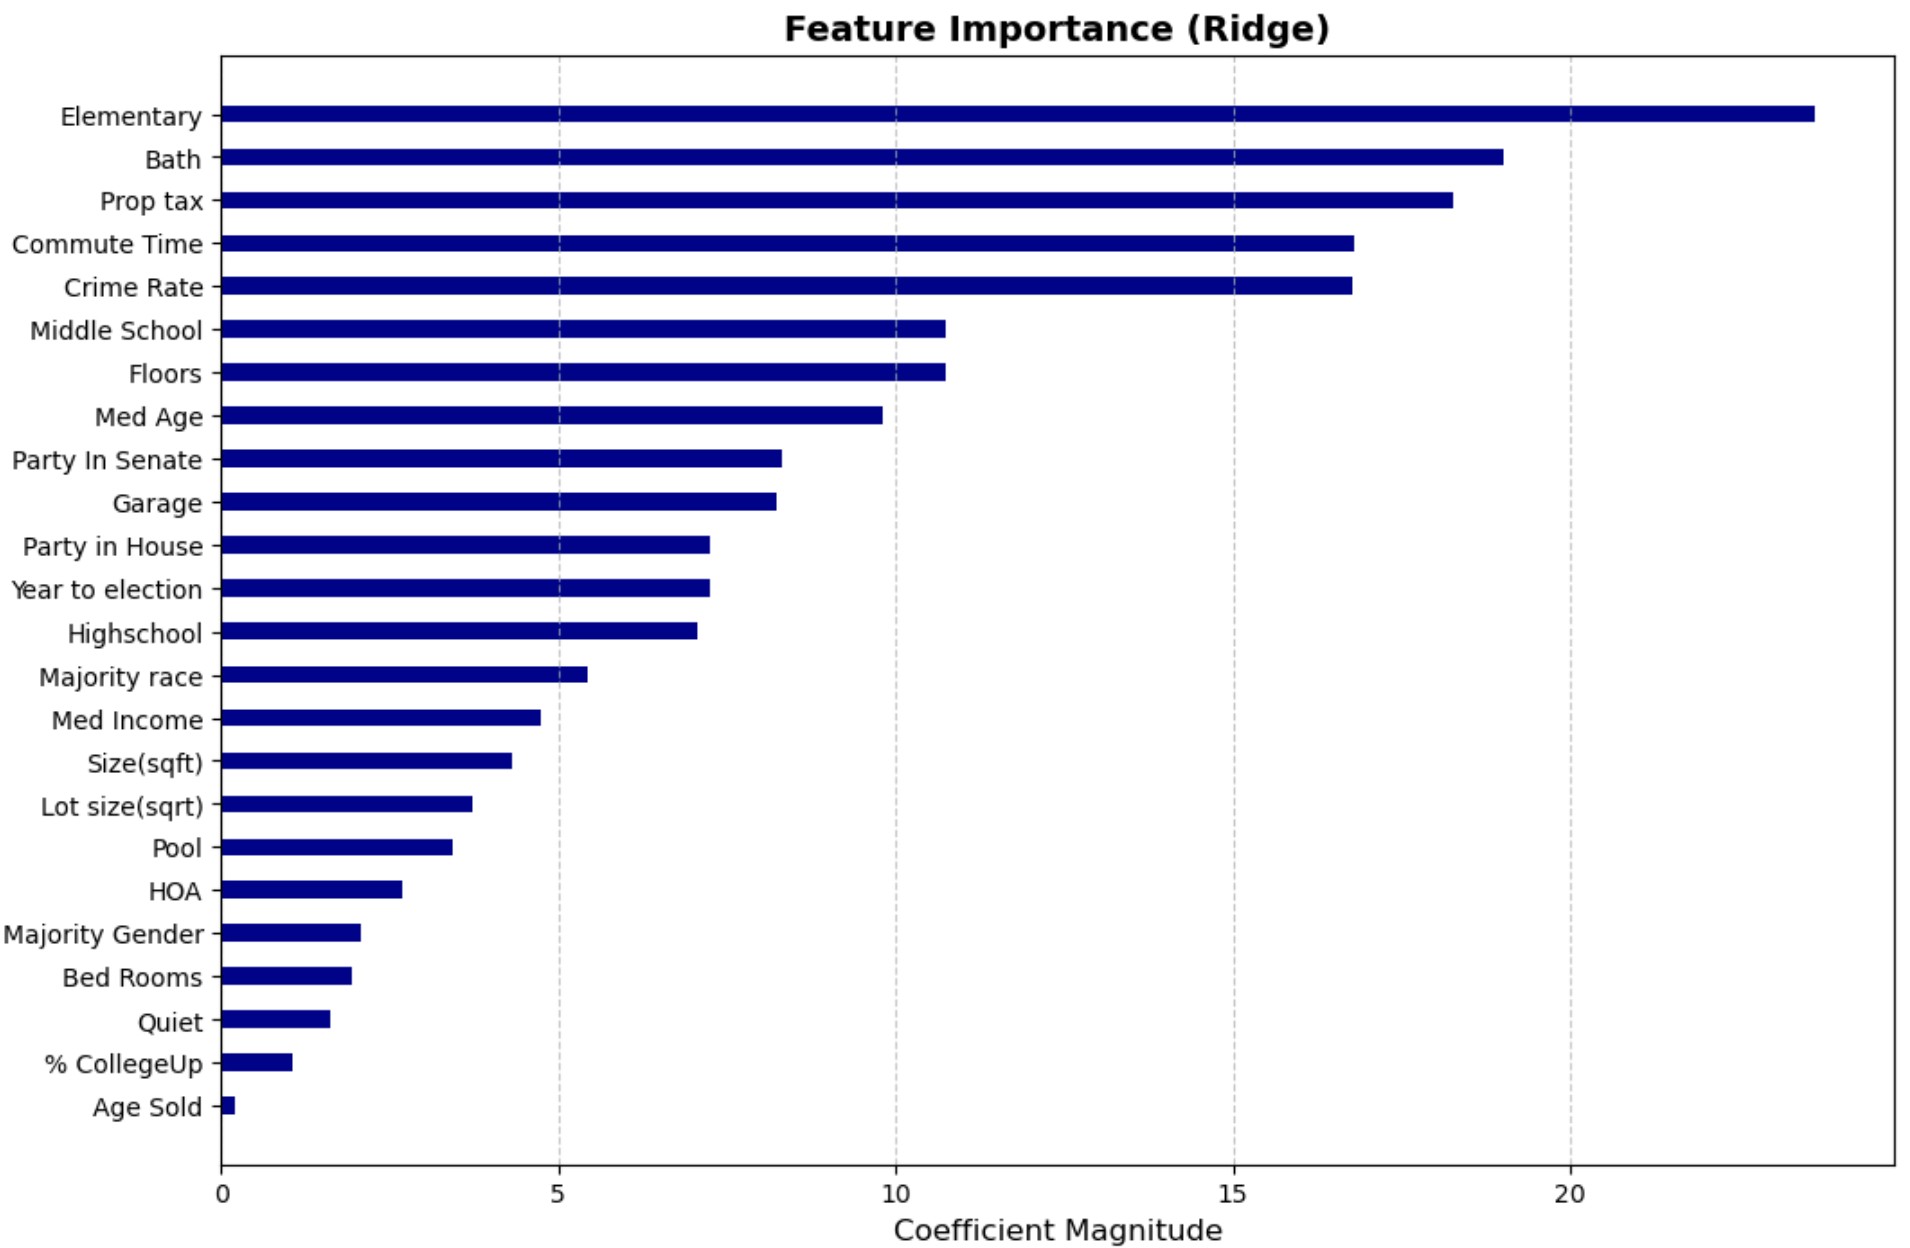 Feature Importance (Ridge)
Elementary
Bath
Prop tax
Commute Time
Crime Rate
Middle School
Floors
Med Age
Party In Senate
Garage
Party in House
Year to election
Highschool
Majority race
Med Income
Size(sqft)
Lot size(sqrt)
Pool
HOA
Majority Gender
Bed Rooms
Quiet
% CollegeUp
Age Sold
0 5 10 15 20
Coefficient Magnitude